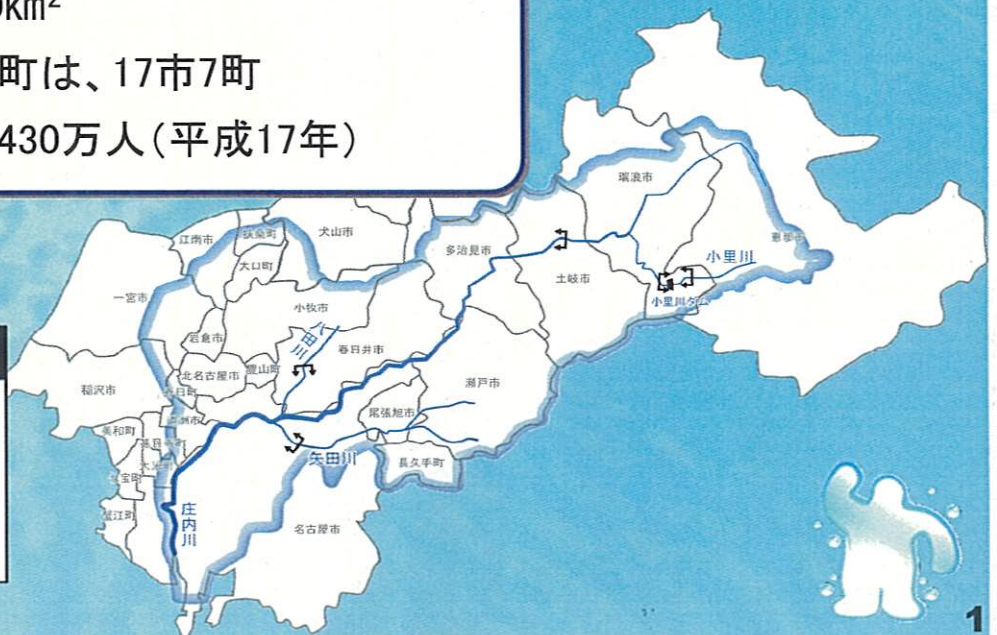 km²
町は、17市7町
430万人(平成17年)
瑞浪市
恵那市
江南市
扶桑町
犬山市
多治見市
小里川
大口町
土岐市
一宮市
小里川ダム
小牧市
岩倉市
八田川
春日井市
北名古屋市
豊山町
稲沢市
瀬戸市
尾張旭市
美和町
矢田川
長久手町
庄内川
名古屋市
蟹江町
1